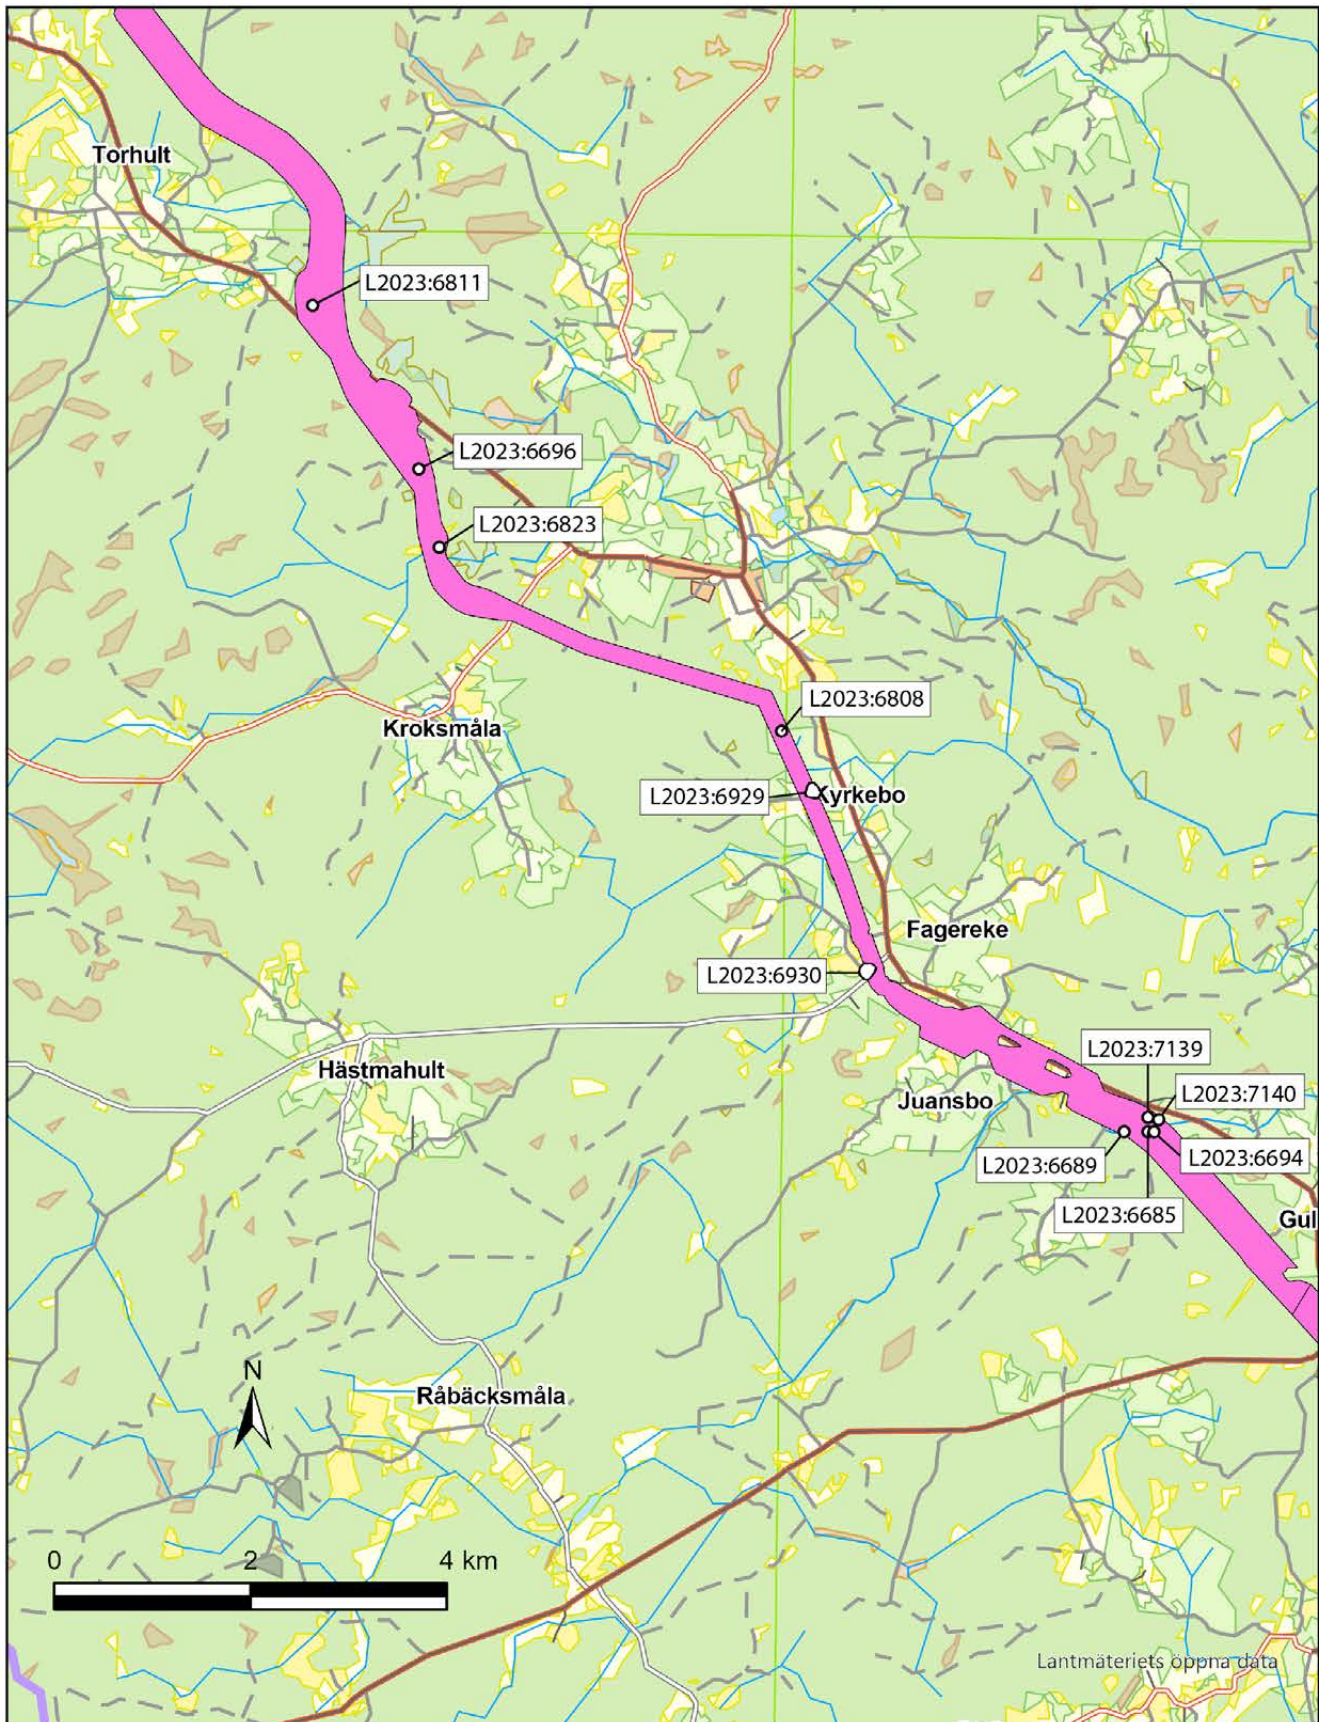 Torhult
L2023:6811
L2023:6696
L2023:6823
L2023:6808
Kroksmåla
L2023:6929
Kyrkebo
Fagereke
L2023:6930
L2023:7139
Hästmahult
L2023:7140
Juansbo
L2023:6694
L2023:6689
L2023:6685
Gul
N
Råbäcksmåla
0 2 4 km
Lantmäteriets öppna data